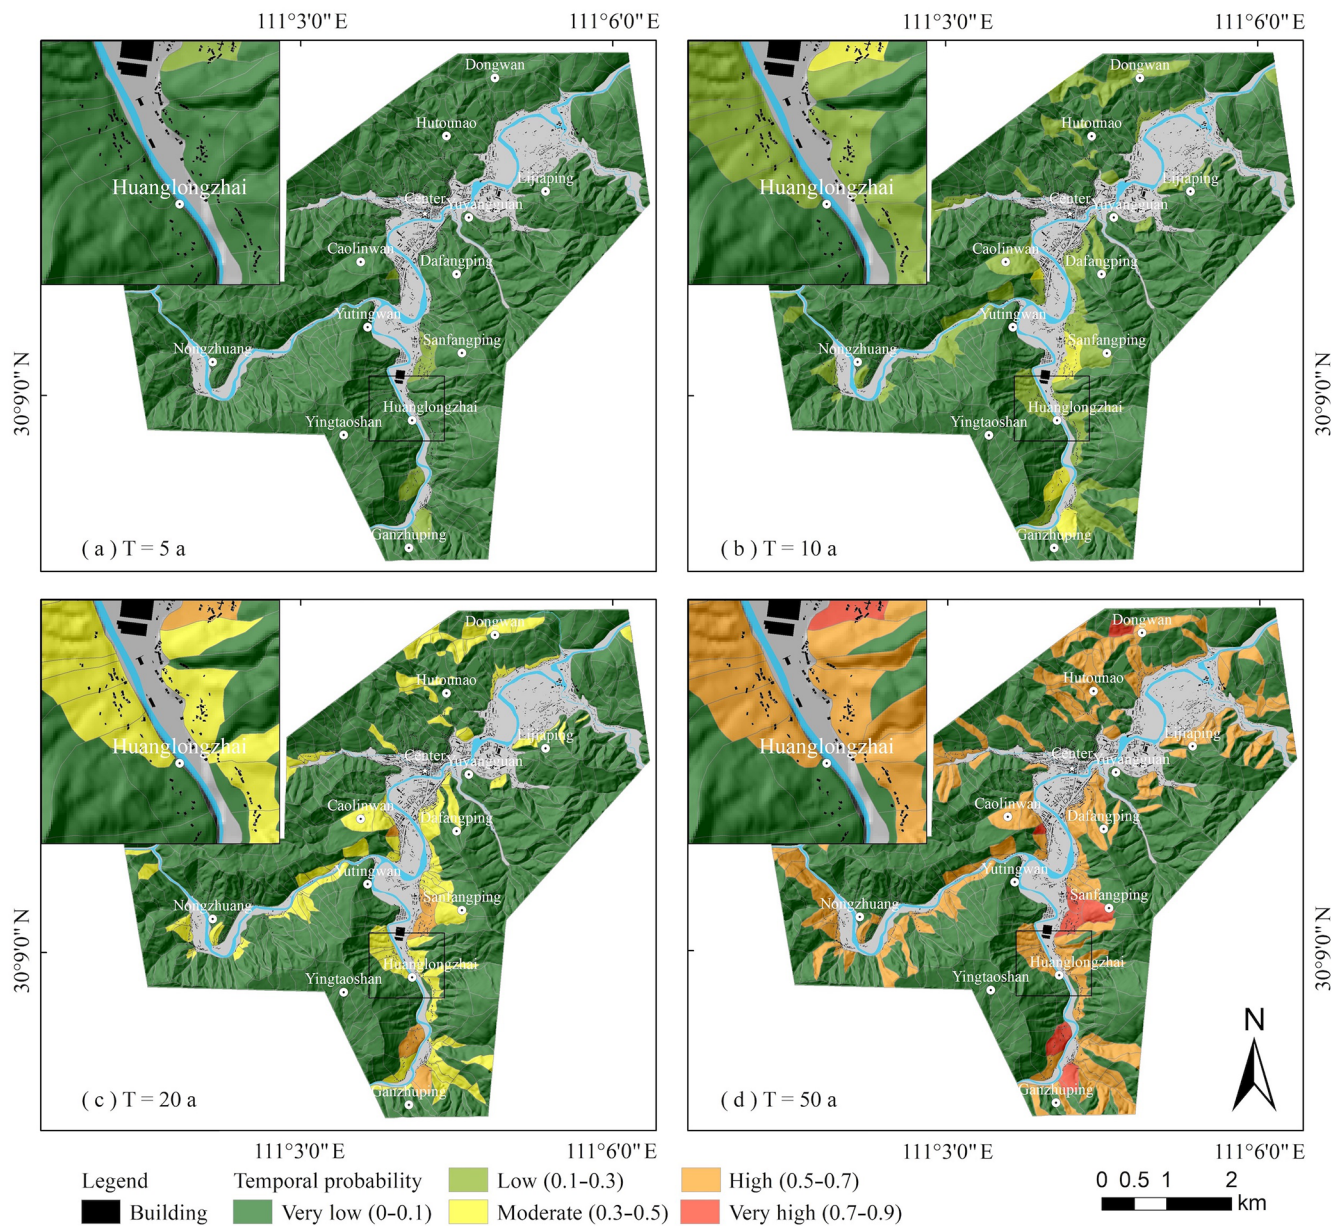 111°3'0" E
111°6'0" E
111°3'0" E
111°6'0" E
30°9'0" N
30°9'0" N
Huanglongzhai
Dongwan
Hutounao
Lijiaping
Center
Yuyangguan
Caolinwan
Dafangping
Yutingwan
Nongzhuang
Sanfangping
Huanglongzhai
Yingtaoshan
Ganzhuping
( a ) T = 5 a
Huanglongzhai
Dongwan
Hutounao
Lijiaping
Center
Yuyangguan
Caolinwan
Dafangping
Yutingwan
Nongzhuang
Sanfangping
Huanglongzhai
Yingtaoshan
Ganzhuping
( b ) T = 10 a
30°9'0" N
30°9'0" N
Huanglongzhai
Dongwan
Hutounao
Lijiaping
Center
Yuyangguan
Caolinwan
Dafangping
Yutingwan
Nongzhuang
Sanfangping
Huanglongzhai
Yingtaoshan
Ganzhuping
( c ) T = 20 a
Huanglongzhai
Dongwan
Hutounao
Lijiaping
Center
Yuyangguan
Caolinwan
Dafangping
Yutingwan
Nongzhuang
Sanfangping
Huanglongzhai
Yingtaoshan
Ganzhuping
( d ) T = 50 a
N
111°3'0" E
111°6'0" E
111°3'0" E
111°6'0" E
Legend
Building
Temporal probability
Very low (0–0.1)
Low (0.1–0.3)
Moderate (0.3–0.5)
High (0.5–0.7)
Very high (0.7–0.9)
0 0.5 1 2
km